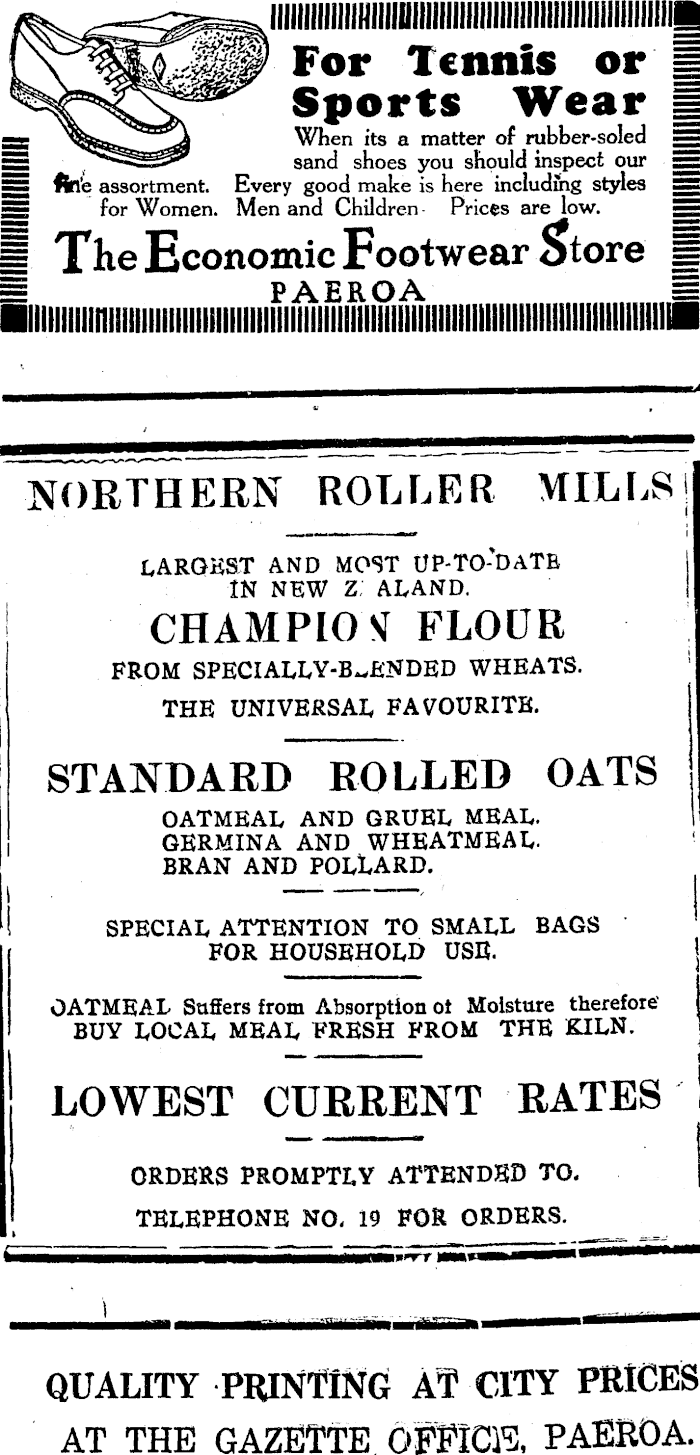 For Tennis or
Sports Wear
When its a matter of rubber-soled
sand shoes you should inspect our
fine assortment. Every good make is here including styles
for Women. Men and Children. Prices are low.
The Economic Footwear Store
PAEROA
NORTHERN ROLLER MILLS
LARGEST AND MOST UP-TO-DATE
IN NEW Z ALAND.
CHAMPION FLOUR
FROM SPECIALLY-BLENDED WHEATS.
THE UNIVERSAL FAVOURITE.
STANDARD ROLLED OATS
OATMEAL AND GRUEL MEAL.
GERMINA AND WHEATMEAL.
BRAN AND POLLARD.
SPECIAL ATTENTION TO SMALL BAGS
FOR HOUSEHOLD USE.
OATMEAL Suffers from Absorption of Moisture therefore
BUY LOCAL MEAL FRESH FROM THE KILN.
LOWEST CURRENT RATES
ORDERS PROMPTLY ATTENDED TO.
TELEPHONE NO. 19 FOR ORDERS.
QUALITY PRINTING AT CITY PRICES
AT THE GAZETTE OFFICE, PAEROA.